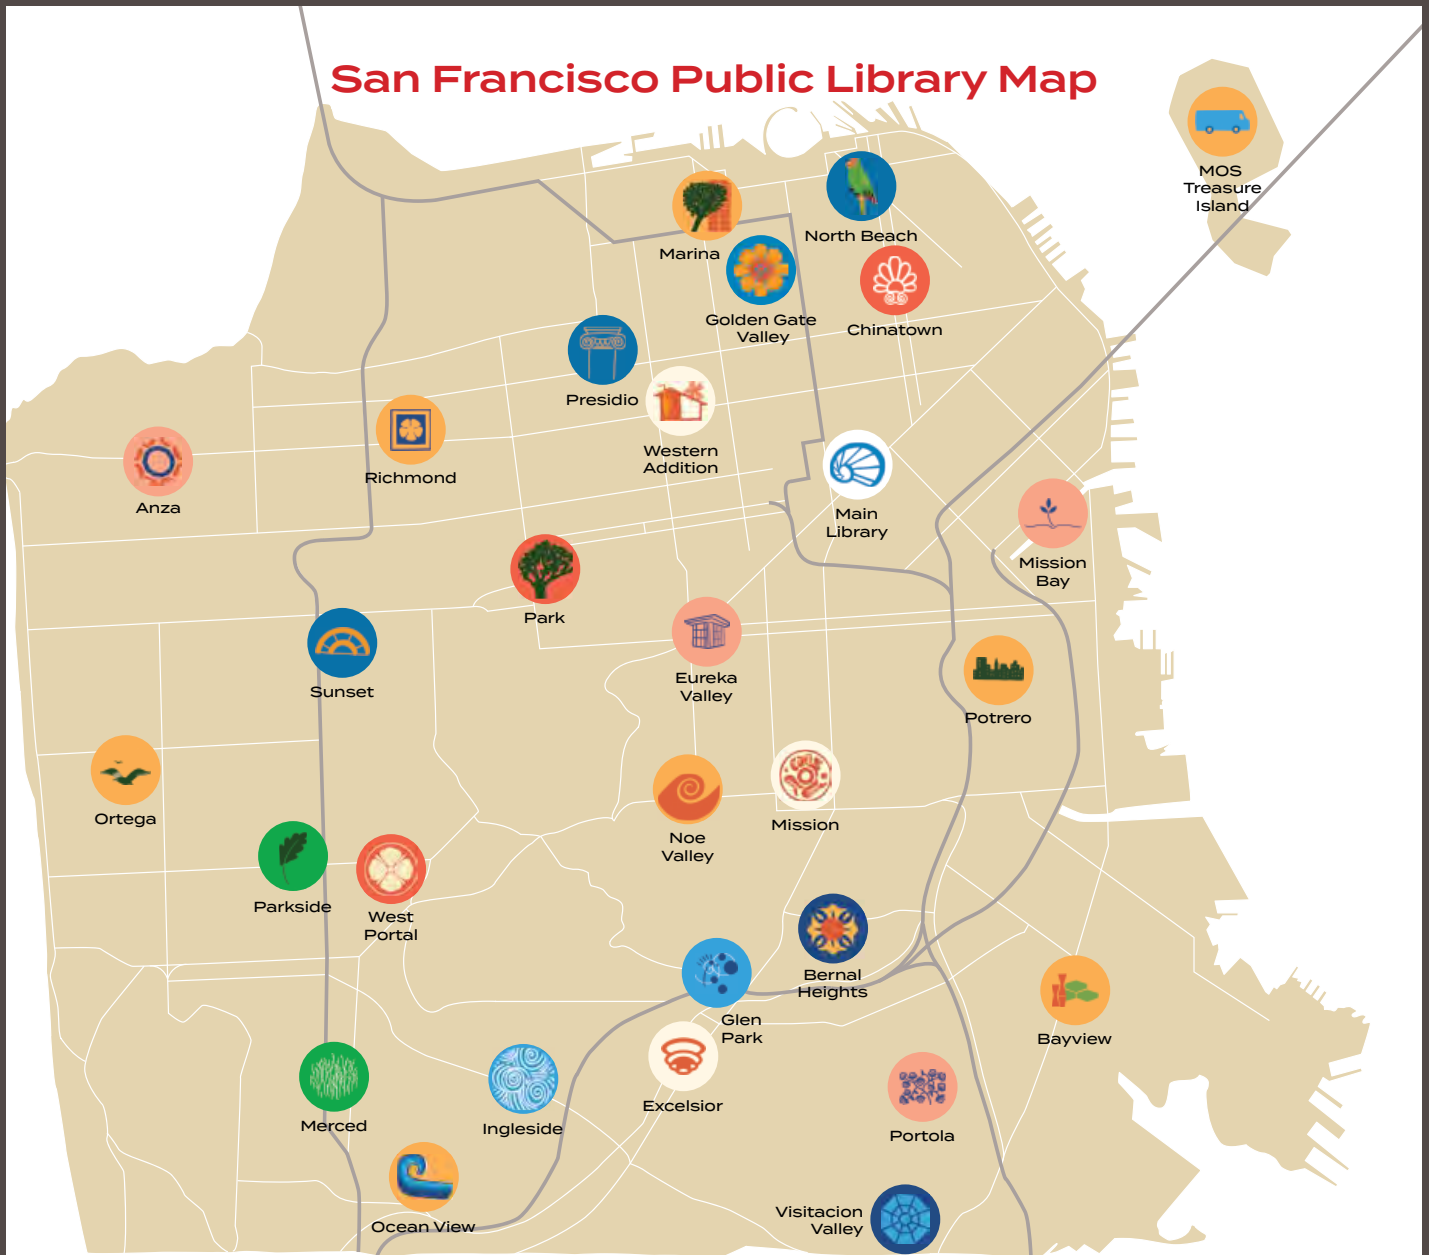 San Francisco Public Library Map
MOS
Treasure
Island
North Beach
Marina
Golden Gate
Valley
Chinatown
Presidio
Western
Addition
Richmond
Anza
Main
Library
Mission
Bay
Park
Eureka
Valley
Sunset
Potrero
Ortega
Noe
Valley
Mission
Parkside
West
Portal
Bernal
Heights
Glen
Park
Bayview
Excelsior
Merced
Ingleside
Portola
Ocean View
Visitacion
Valley